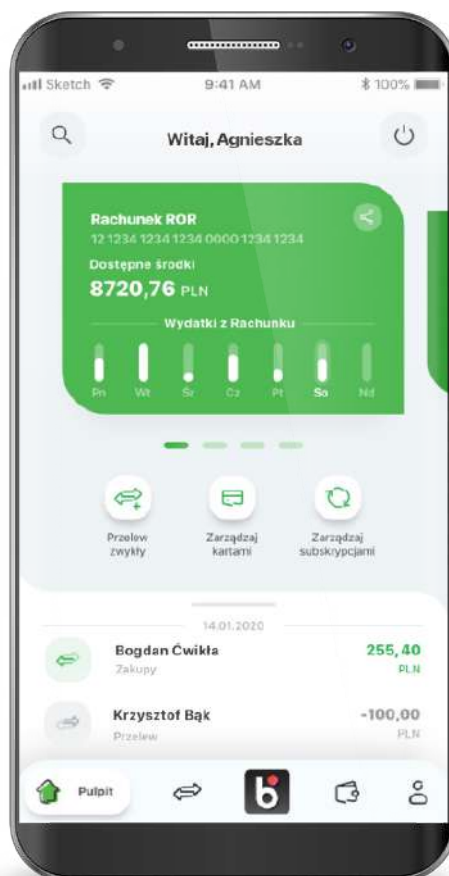 Sketch 9:41 AM 100%
Witaj, Agnieszka
Rachunek ROR
12 1234 1234 1234 0000 1234 1234
Dostępne środki
8720,76 PLN
Wydatki z Rachunku
Pn Wt Śr Cz Pt So Nd
Przelew zwykły
Zarządzaj kartami
Zarządzaj subskrypcjami
14.01.2020
Bogdan Ćwikła 255,40
Zakupy PLN
Krzysztof Bąk -100,00
Przelew PLN
Pulpit b